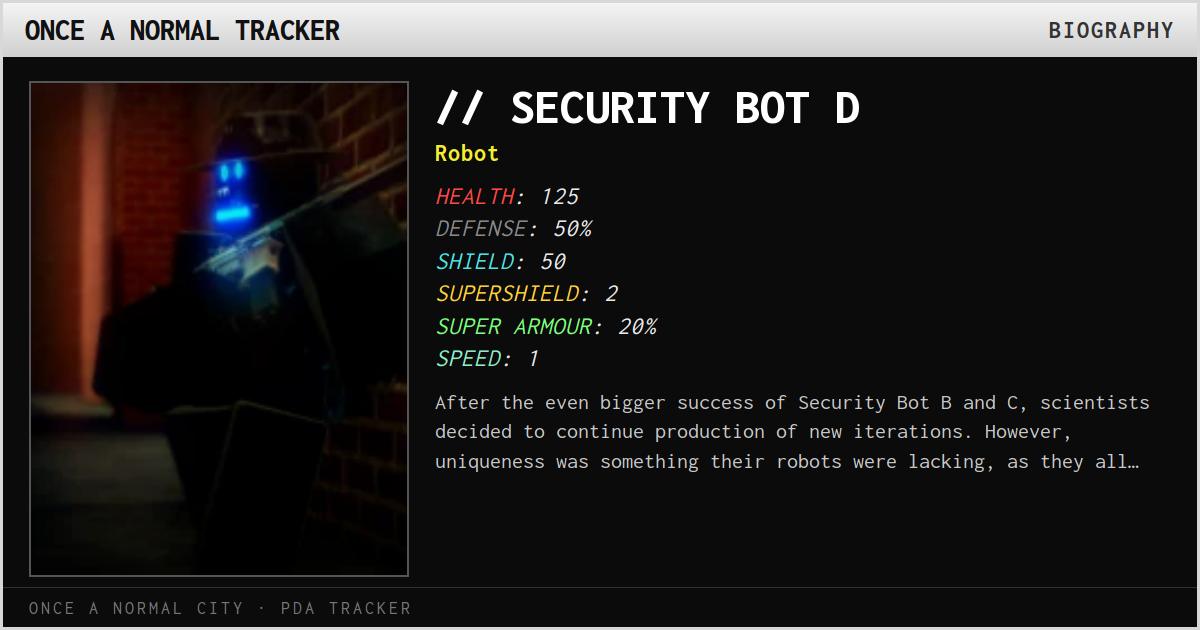 ONCE A NORMAL TRACKER
BIOGRAPHY
// SECURITY BOT D
Robot
HEALTH: 125
DEFENSE: 50%
SHIELD: 50
SUPERSHIELD: 2
SUPER ARMOUR: 20%
SPEED: 1
After the even bigger success of Security Bot B and C, scientists
decided to continue production of new iterations. However,
uniqueness was something their robots were lacking, as they all…
ONCE A NORMAL CITY · PDA TRACKER